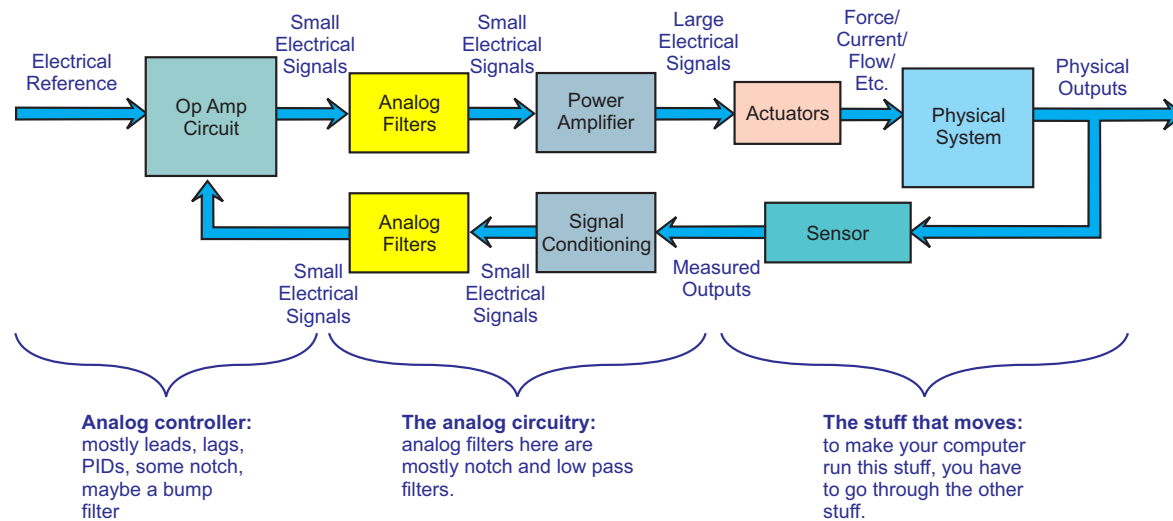 Electrical
Reference
Op Amp
Circuit
Small
Electrical
Signals
Analog
Filters
Small
Electrical
Signals
Power
Amplifier
Large
Electrical
Signals
Actuators
Force/
Current/
Flow/
Etc.
Physical
System
Physical
Outputs
Small
Electrical
Signals
Analog
Filters
Small
Electrical
Signals
Signal
Conditioning
Measured
Outputs
Sensor
Analog controller:
mostly leads, lags,
PIDs, some notch,
maybe a bump
filter
The analog circuitry:
analog filters here are
mostly notch and low pass
filters.
The stuff that moves:
to make your computer
run this stuff, you have
to go through the other
stuff.